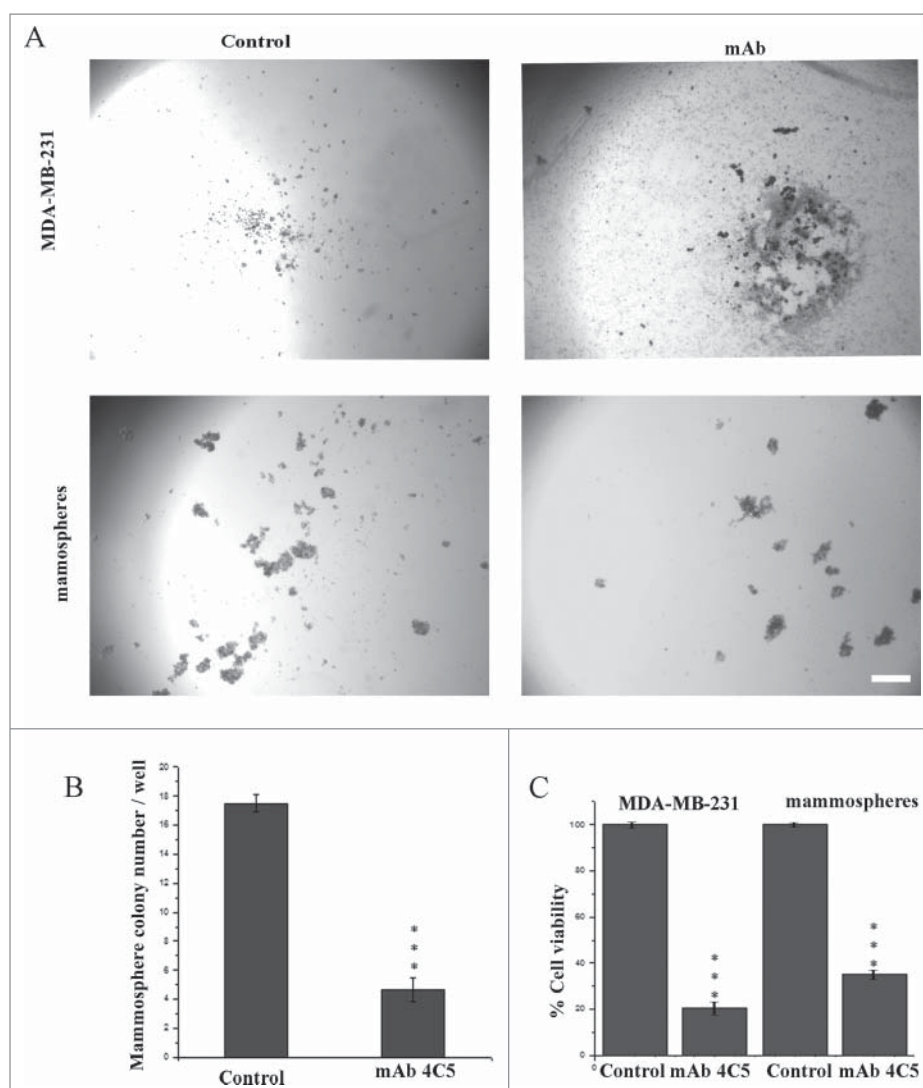 A
Control
mAb
MDA-MB-231
mamospheres
B
Mammosphere colony number / well
20
18
16
14
12
10
8
6
4
2
0
* * *
Control
mAb 4C5
C
MDA-MB-231
mammospheres
% Cell viability
100
80
60
40
20
0
* * *
* * *
Control mAb 4C5 Control mAb 4C5